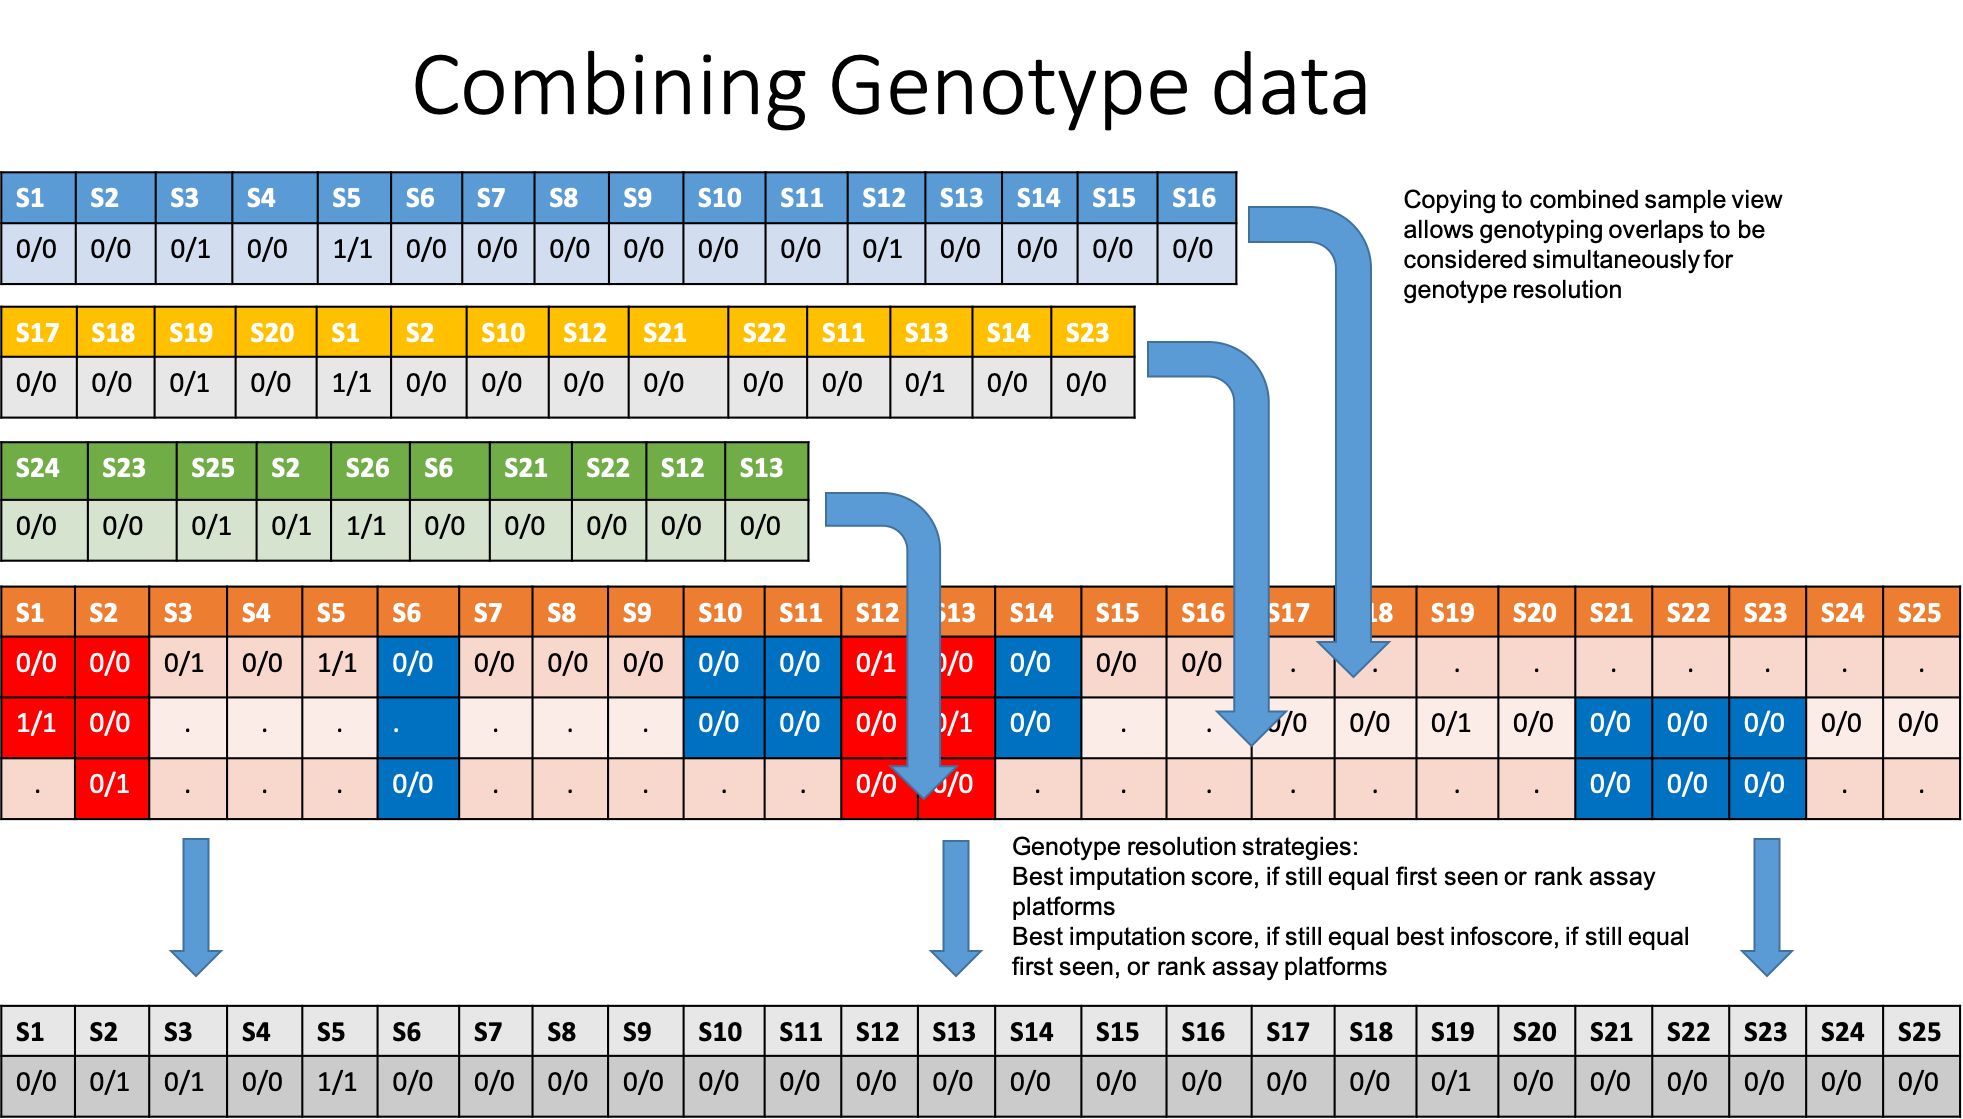 Combining Genotype data
S1 S2 S3 S4 S5 S6 S7 S8 S9 S10 S11 S12 S13 S14 S15 S16
0/0 0/0 0/1 0/0 1/1 0/0 0/0 0/0 0/0 0/0 0/0 0/1 0/0 0/0 0/0 0/0
Copying to combined sample view
allows genotyping overlaps to be
considered simultaneously for
genotype resolution
S17 S18 S19 S20 S1 S2 S10 S12 S21 S22 S11 S13 S14 S23
0/0 0/0 0/1 0/0 1/1 0/0 0/0 0/0 0/0 0/0 0/0 0/1 0/0 0/0
S24 S23 S25 S2 S26 S6 S21 S22 S12 S13
0/0 0/0 0/1 0/1 1/1 0/0 0/0 0/0 0/0 0/0
S1 S2 S3 S4 S5 S6 S7 S8 S9 S10 S11 S12 S13 S14 S15 S16 S17 S18 S19 S20 S21 S22 S23 S24 S25
0/0 0/0 0/1 0/0 1/1 0/0 0/0 0/0 0/0 0/0 0/0 0/1 0/0 0/0 0/0 0/0 . . . . . . . . .
1/1 0/0 . . . . . . . 0/0 0/0 0/0 0/1 0/0 . . 0/0 0/0 0/1 0/0 0/0 0/0 0/0 0/0 0/0
. 0/1 . . . 0/0 . . . . . 0/0 0/0 . . . . . . . 0/0 0/0 0/0 . .
Genotype resolution strategies:
Best imputation score, if still equal first seen or rank assay
platforms
Best imputation score, if still equal best infoscore, if still equal
first seen, or rank assay platforms
S1 S2 S3 S4 S5 S6 S7 S8 S9 S10 S11 S12 S13 S14 S15 S16 S17 S18 S19 S20 S21 S22 S23 S24 S25
0/0 0/1 0/1 0/0 1/1 0/0 0/0 0/0 0/0 0/0 0/0 0/0 0/0 0/0 0/0 0/0 0/0 0/0 0/1 0/0 0/0 0/0 0/0 0/0 0/0